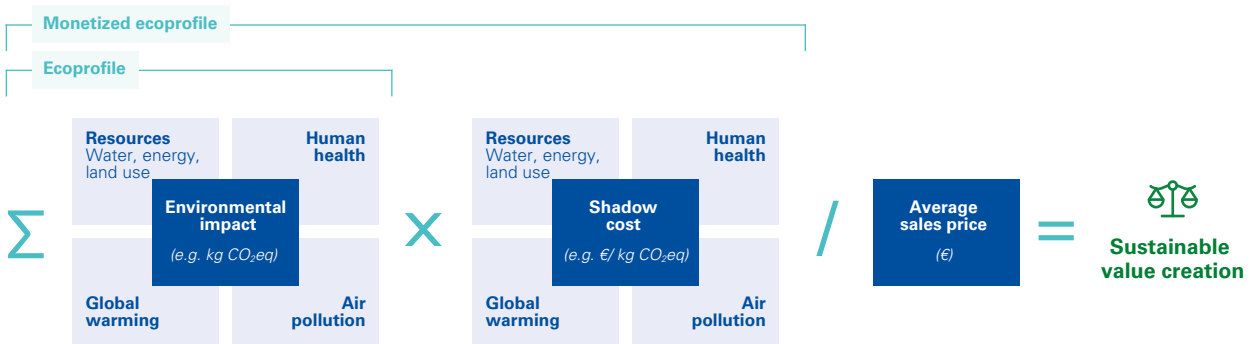 Monetized ecoprofile
Ecoprofile
Σ
Resources
Water, energy,
land use
Human
health
Environmental
impact
(e.g. kg CO₂eq)
Global
warming
Air
pollution
×
Resources
Water, energy,
land use
Human
health
Shadow
cost
(e.g. €/ kg CO₂eq)
Global
warming
Air
pollution
/
Average
sales price
(€)
=
Sustainable
value creation